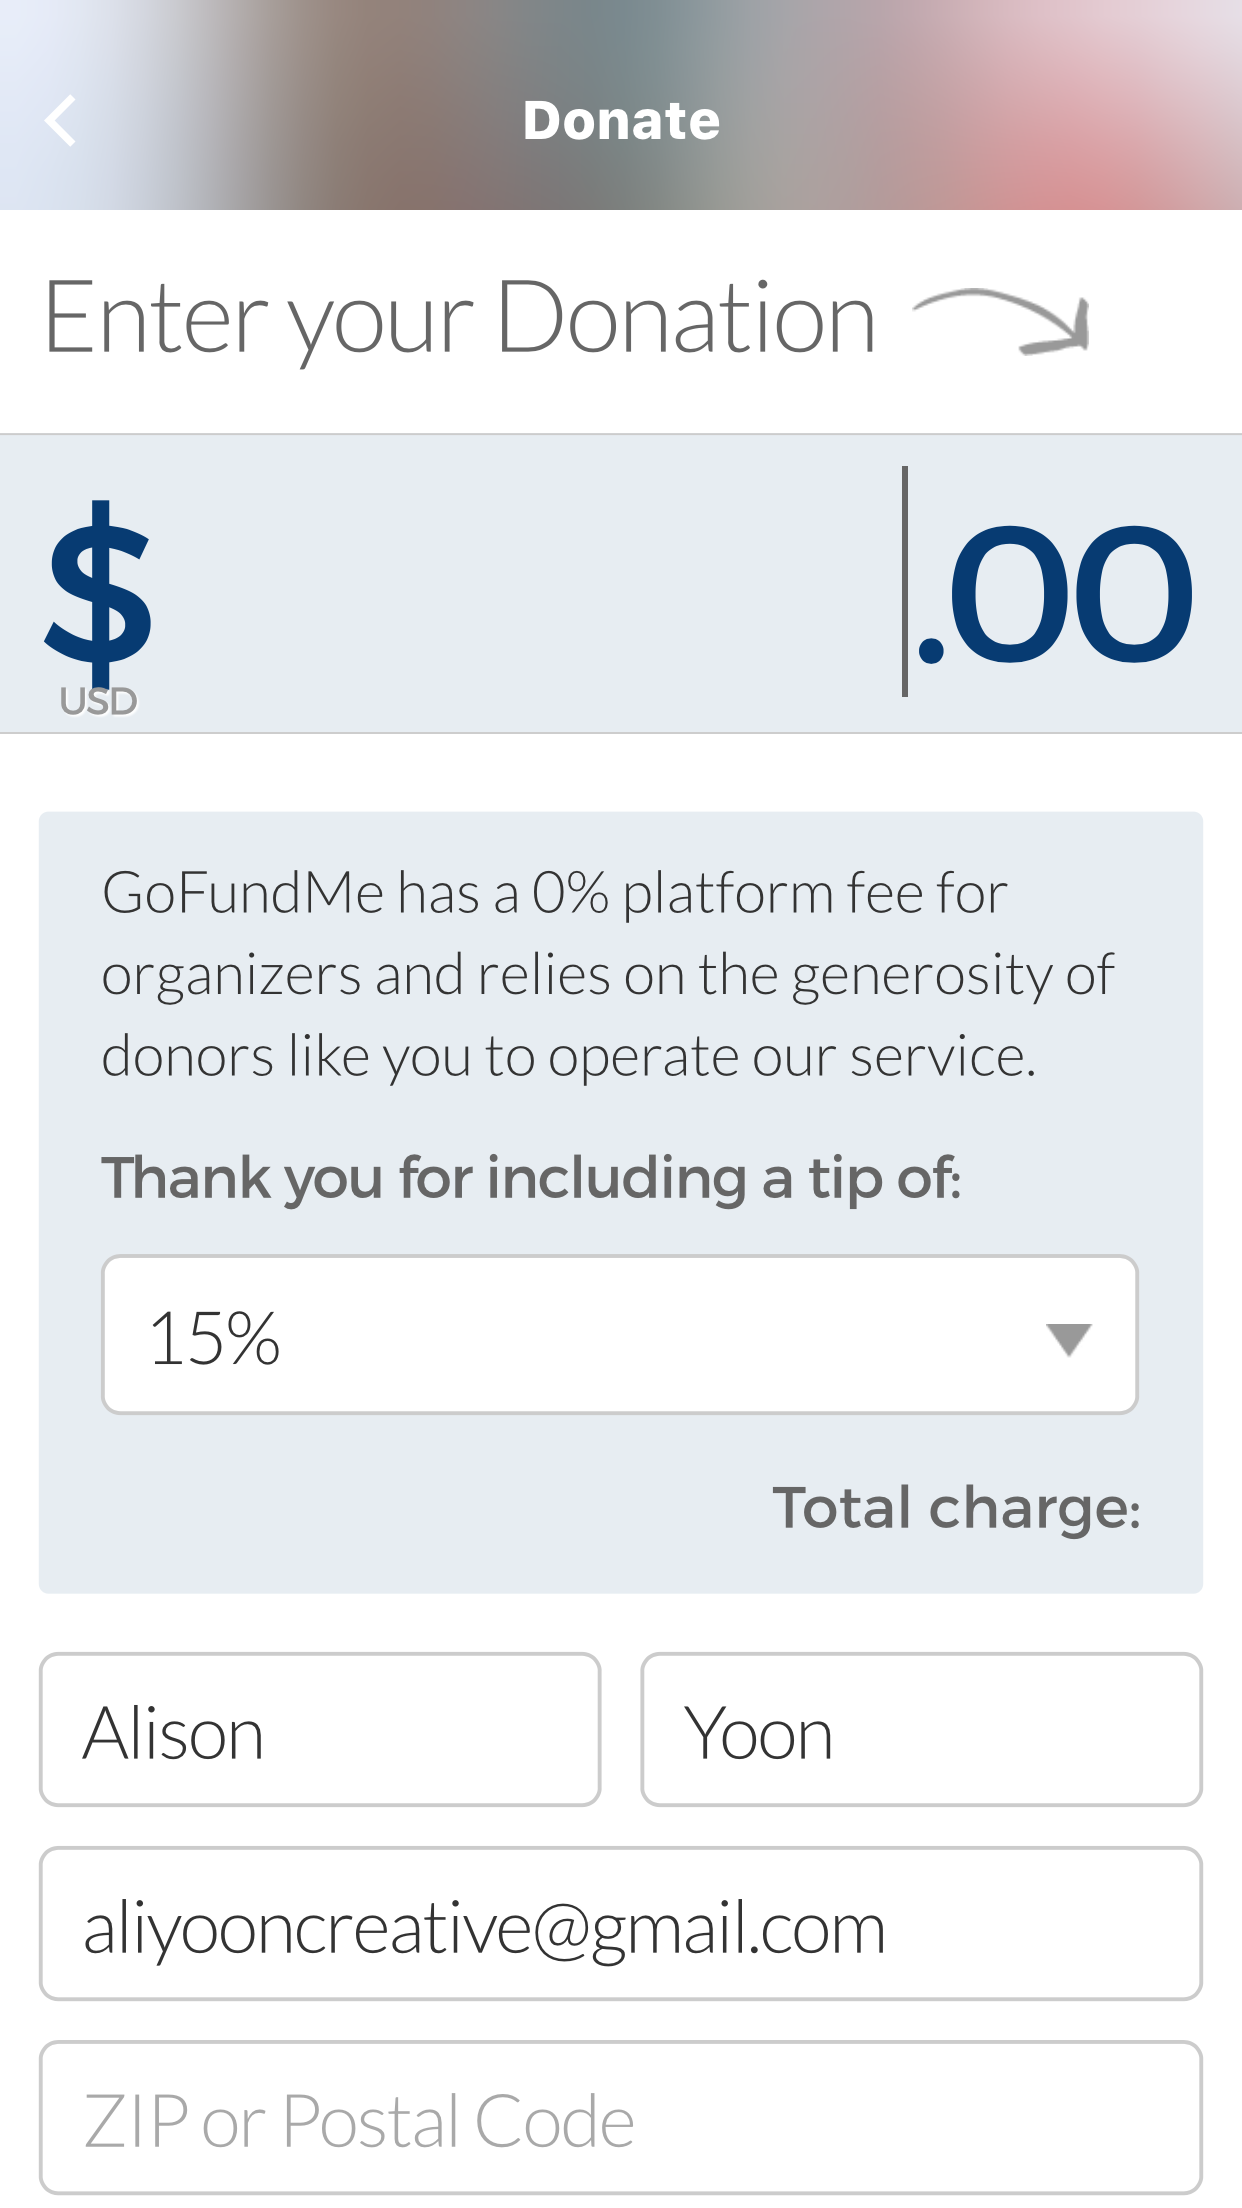 Donate
Enter your Donation
$ .00
USD
GoFundMe has a 0% platform fee for
organizers and relies on the generosity of
donors like you to operate our service.
Thank you for including a tip of:
15%
Total charge:
Alison Yoon
aliyooncreative@gmail.com
ZIP or Postal Code